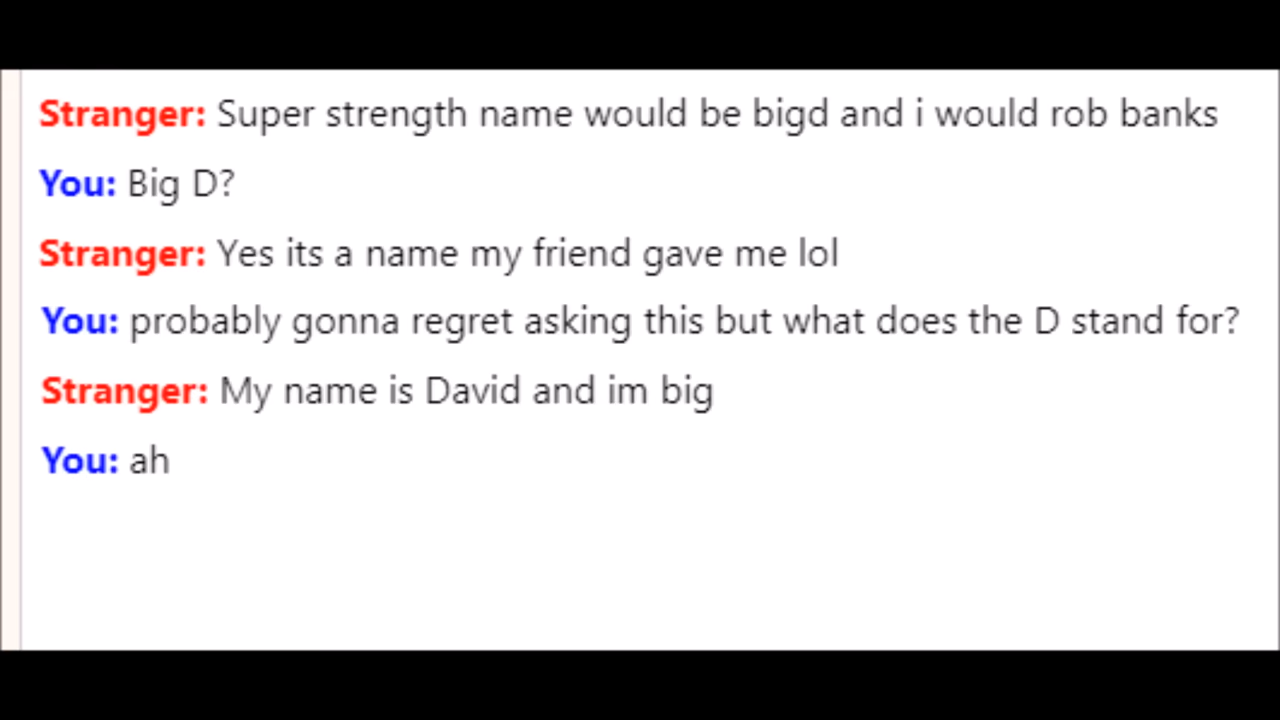 Stranger: Super strength name would be bigd and i would rob banks
You: Big D?
Stranger: Yes its a name my friend gave me lol
You: probably gonna regret asking this but what does the D stand for?
Stranger: My name is David and im big
You: ah